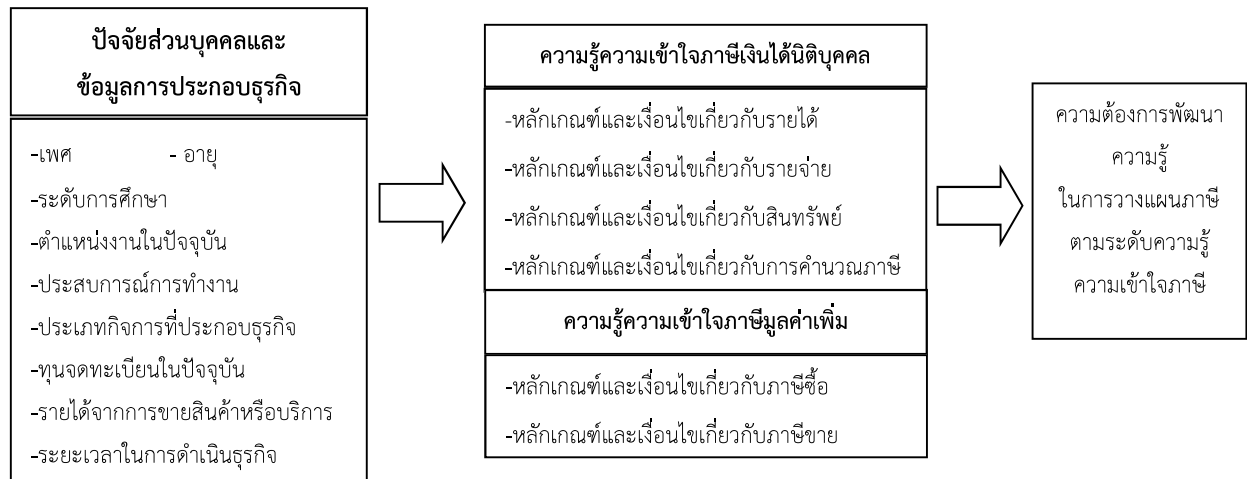 ปัจจัยส่วนบุคคลและ
ข้อมูลการประกอบธุรกิจ
-เพศ - อายุ
-ระดับการศึกษา
-ตำแหน่งงานในปัจจุบัน
-ประสบการณ์การทำงาน
-ประเภทกิจการที่ประกอบธุรกิจ
-ทุนจดทะเบียนในปัจจุบัน
-รายได้จากการขายสินค้าหรือบริการ
-ระยะเวลาในการดำเนินธุรกิจ
ความรู้ความเข้าใจภาษีเงินได้นิติบุคคล
-หลักเกณฑ์และเงื่อนไขเกี่ยวกับรายได้
-หลักเกณฑ์และเงื่อนไขเกี่ยวกับรายจ่าย
-หลักเกณฑ์และเงื่อนไขเกี่ยวกับสินทรัพย์
-หลักเกณฑ์และเงื่อนไขเกี่ยวกับการคำนวณภาษี
ความรู้ความเข้าใจภาษีมูลค่าเพิ่ม
-หลักเกณฑ์และเงื่อนไขเกี่ยวกับภาษีซื้อ
-หลักเกณฑ์และเงื่อนไขเกี่ยวกับภาษีขาย
ความต้องการพัฒนา
ความรู้
ในการวางแผนภาษี
ตามระดับความรู้
ความเข้าใจภาษี